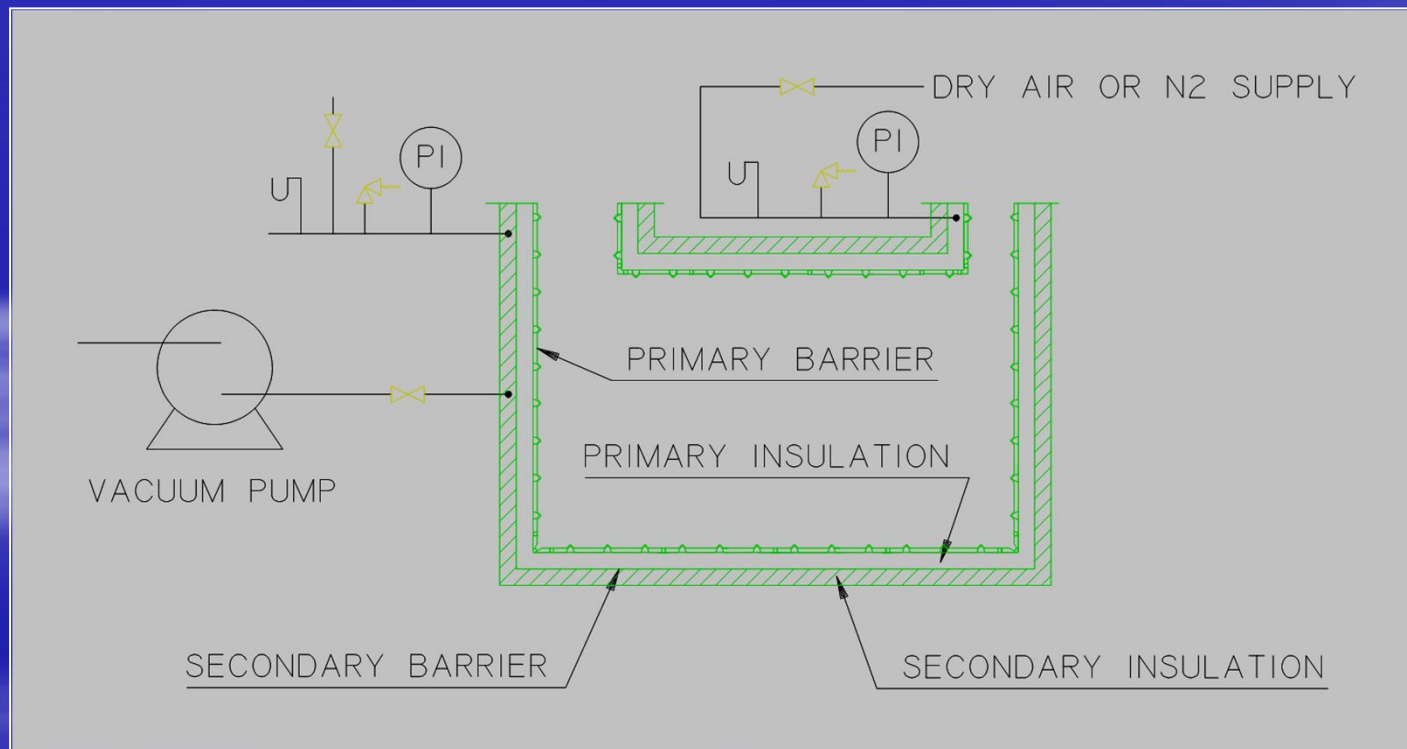 DRY AIR OR N2 SUPPLY
PI
PI
PRIMARY BARRIER
PRIMARY INSULATION
VACUUM PUMP
SECONDARY BARRIER
SECONDARY INSULATION